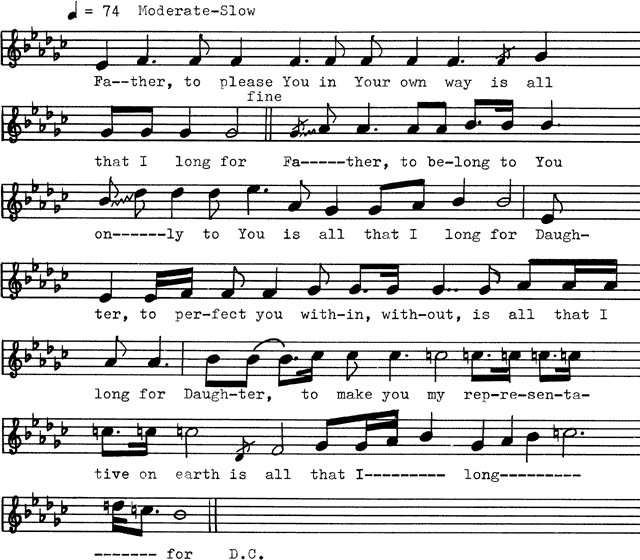 ♩ = 74 Moderate-Slow
Fa--ther, to please You in Your own way is all
fine
that I long for Fa-----ther, to be-long to You
on------ly to You is all that I long for Daugh-
ter, to per-fect you with-in, with-out, is all that I
long for Daugh-ter, to make you my rep-re-sen-ta-
tive on earth is all that I--------- long---------
------- for D.C.